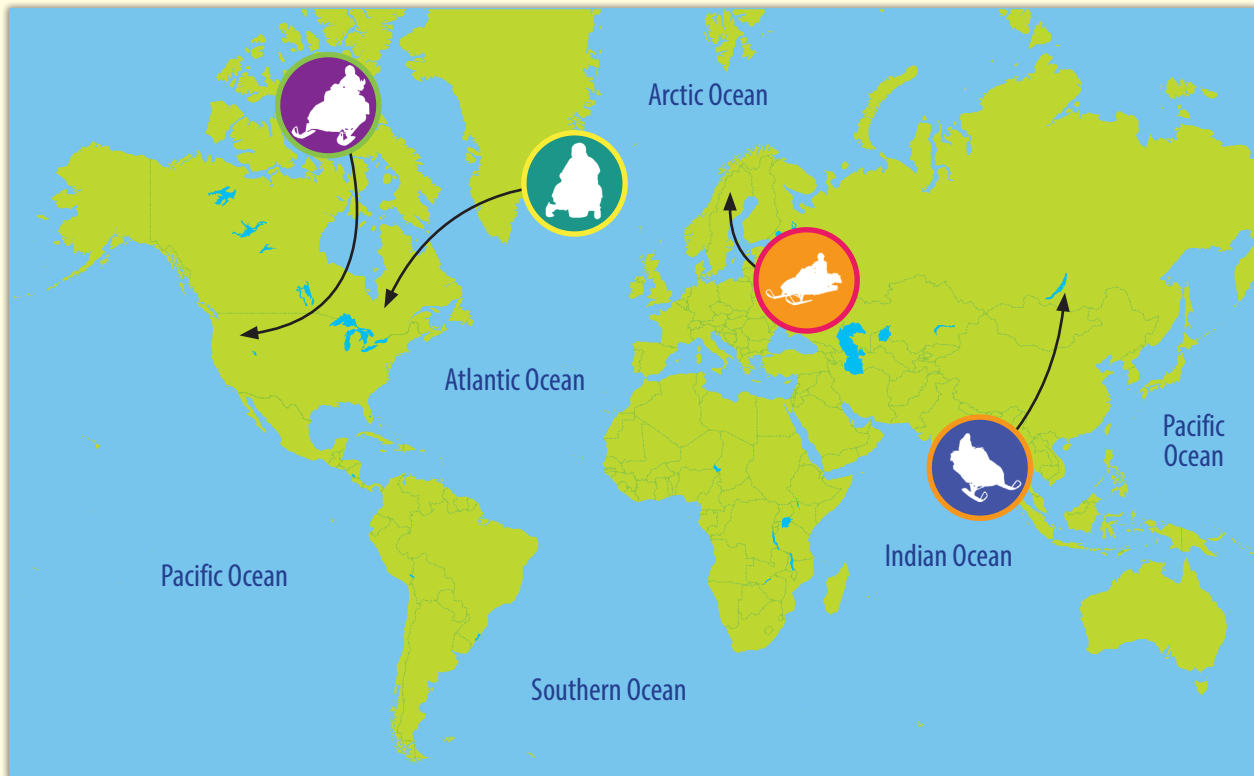 Arctic Ocean
Atlantic Ocean
Pacific
Ocean
Indian Ocean
Pacific Ocean
Southern Ocean